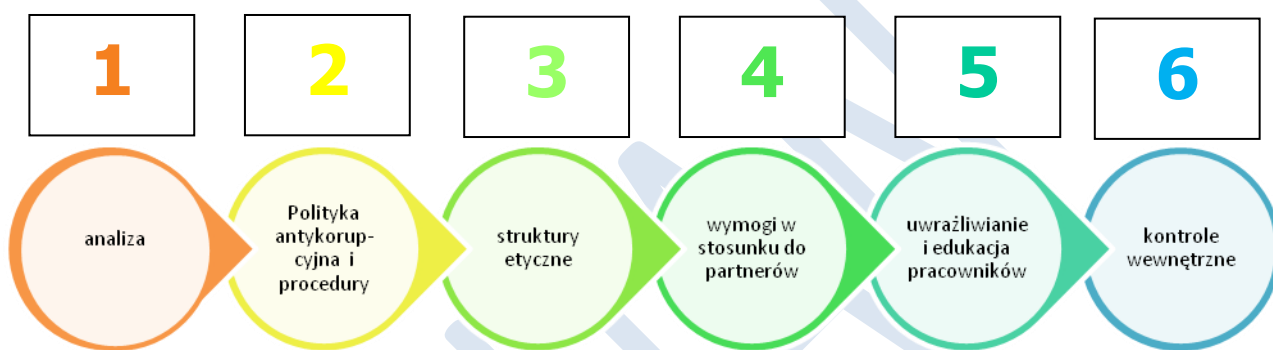 1
2
3
4
5
6
analiza
Polityka
antykorup-
cyjna i
procedury
struktury
etyczne
wymogi w
stosunku do
partnerów
uwrażliwianie
i edukacja
pracowników
kontrole
wewnętrzne